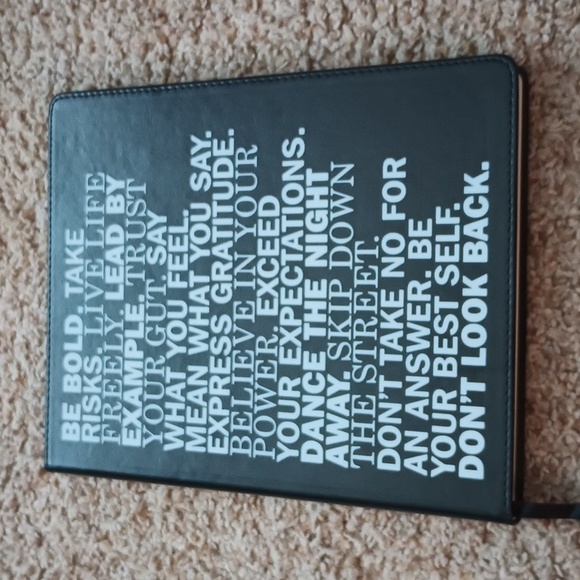 BE BOLD. TAKE
RISKS. LIVE LIFE
FREELY. LEAD BY
EXAMPLE. TRUST
YOUR GUT. SAY
WHAT YOU FEEL.
MEAN WHAT YOU SAY.
EXPRESS GRATITUDE.
BELIEVE IN YOUR
POWER. EXCEED
YOUR EXPECTATIONS.
DANCE THE NIGHT
AWAY. SKIP DOWN
THE STREET.
DON'T TAKE NO FOR
AN ANSWER. BE
YOUR BEST SELF.
DON'T LOOK BACK.